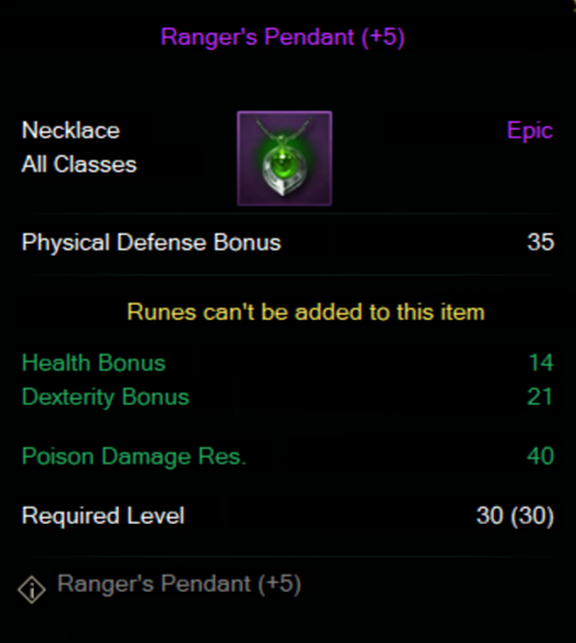 Ranger's Pendant (+5)
Necklace Epic
All Classes
Physical Defense Bonus 35
Runes can't be added to this item
Health Bonus 14
Dexterity Bonus 21
Poison Damage Res. 40
Required Level 30 (30)
Ranger's Pendant (+5)